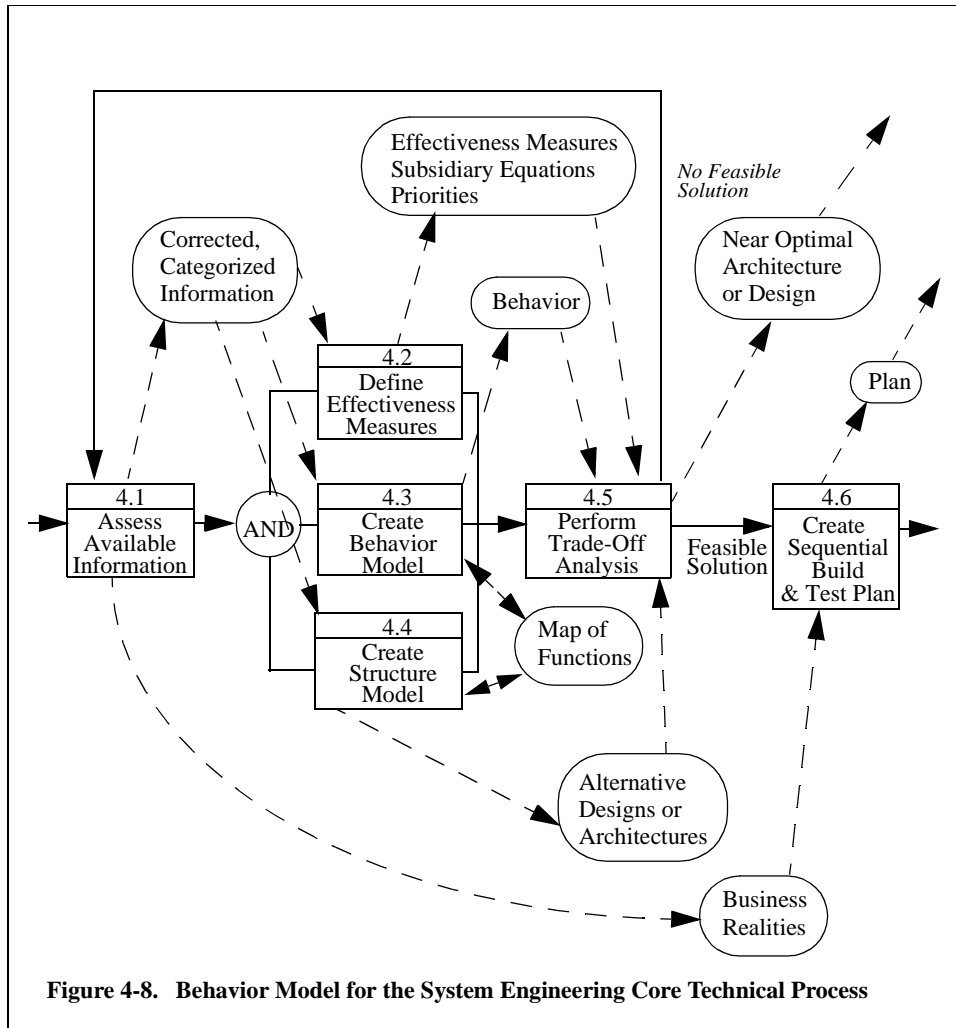 Effectiveness Measures
Subsidiary Equations
Priorities
No Feasible
Solution
Corrected,
Categorized
Information
Near Optimal
Architecture
or Design
Behavior
4.2
Define
Effectiveness
Measures
Plan
4.1
Assess
Available
Information
AND
4.3
Create
Behavior
Model
4.5
Perform
Trade-Off
Analysis
Feasible
Solution
4.6
Create
Sequential
Build
& Test Plan
4.4
Create
Structure
Model
Map of
Functions
Alternative
Designs or
Architectures
Business
Realities
Figure 4-8. Behavior Model for the System Engineering Core Technical Process